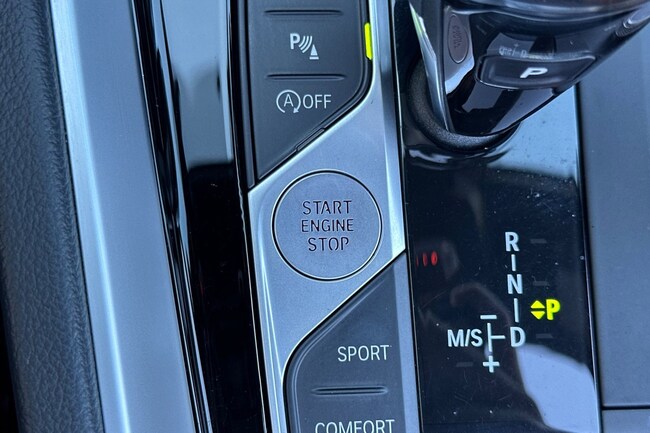 P
A OFF
START
ENGINE
STOP
SPORT
COMFORT
P
R
N
P
M/S
D
+